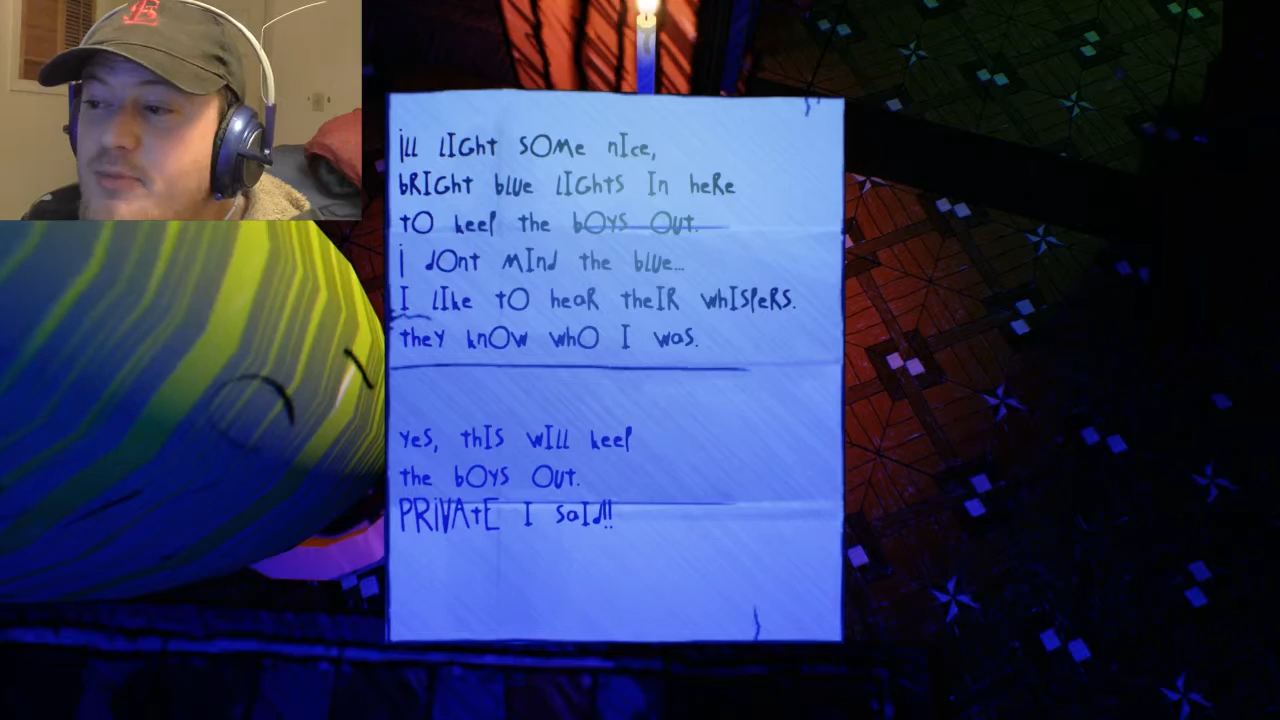 iLL LIGht SOMe nIce,
bRIGht bLUe LIGhtS In heRe
tO keep the bOYS OUt.
i dOnt MInd the bLUe...
I LIke tO heaR theIR whISpeRs.
they knOW whO I was.
yes, thIS wILL keep
the bOYS OUt.
PRiVAtE I saId!!